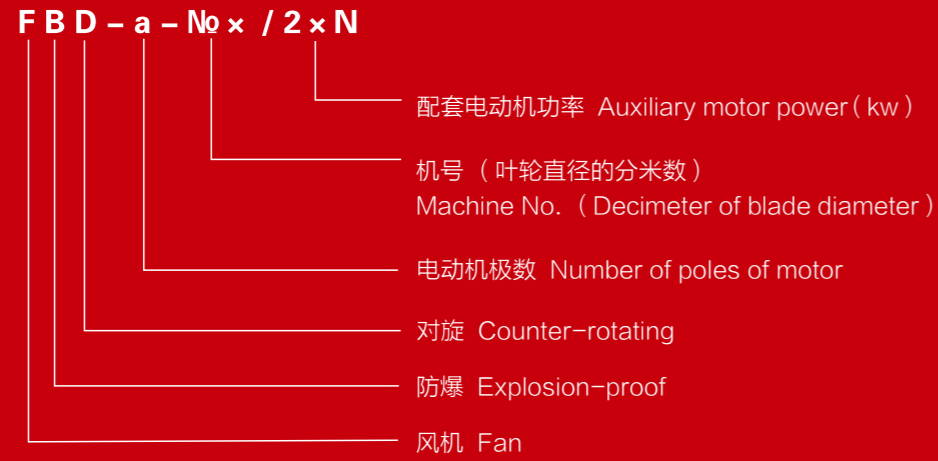 FBD-a-№× /2×N
配套电动机功率 Auxiliary motor power(kw)
机号（叶轮直径的分米数）
Machine No.（Decimeter of blade diameter）
电动机极数 Number of poles of motor
对旋 Counter-rotating
防爆 Explosion-proof
风机 Fan